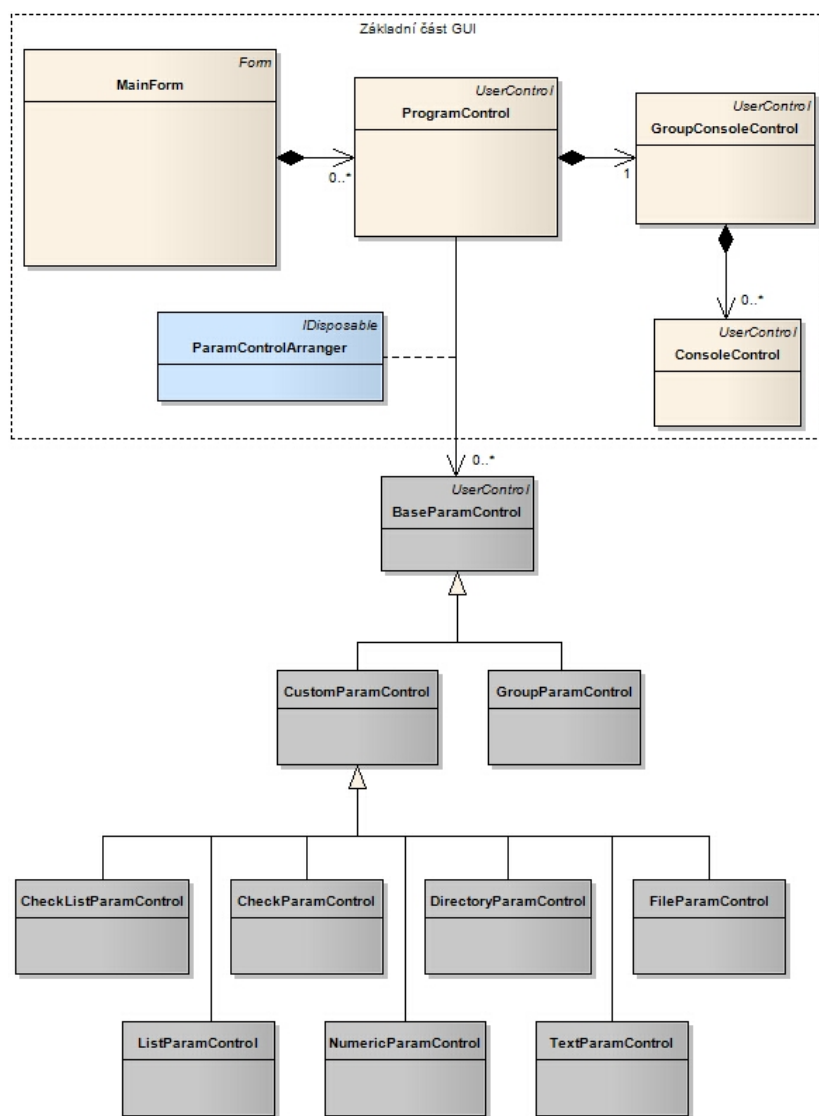 Základní část GUI
Form
MainForm
UserControl
ProgramControl
UserControl
GroupConsoleControl
0..*
1
0..*
IDisposable
ParamControlArranger
UserControl
ConsoleControl
0..*
UserControl
BaseParamControl
CustomParamControl
GroupParamControl
CheckListParamControl
CheckParamControl
DirectoryParamControl
FileParamControl
ListParamControl
NumericParamControl
TextParamControl